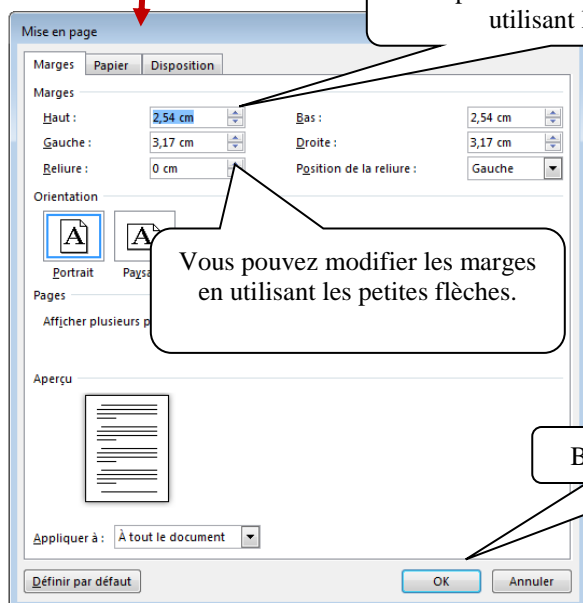 utilisant
Mise en page
Marges Papier Disposition
Marges
Haut : 2,54 cm Bas : 2,54 cm
Gauche : 3,17 cm Droite : 3,17 cm
Reliure : 0 cm Position de la reliure : Gauche
Orientation
A A
Portrait
Vous pouvez modifier les marges
en utilisant les petites flèches.
Pages
Afficher plusieurs
Aperçu
Appliquer à : À tout le document
Définir par défaut OK Annuler